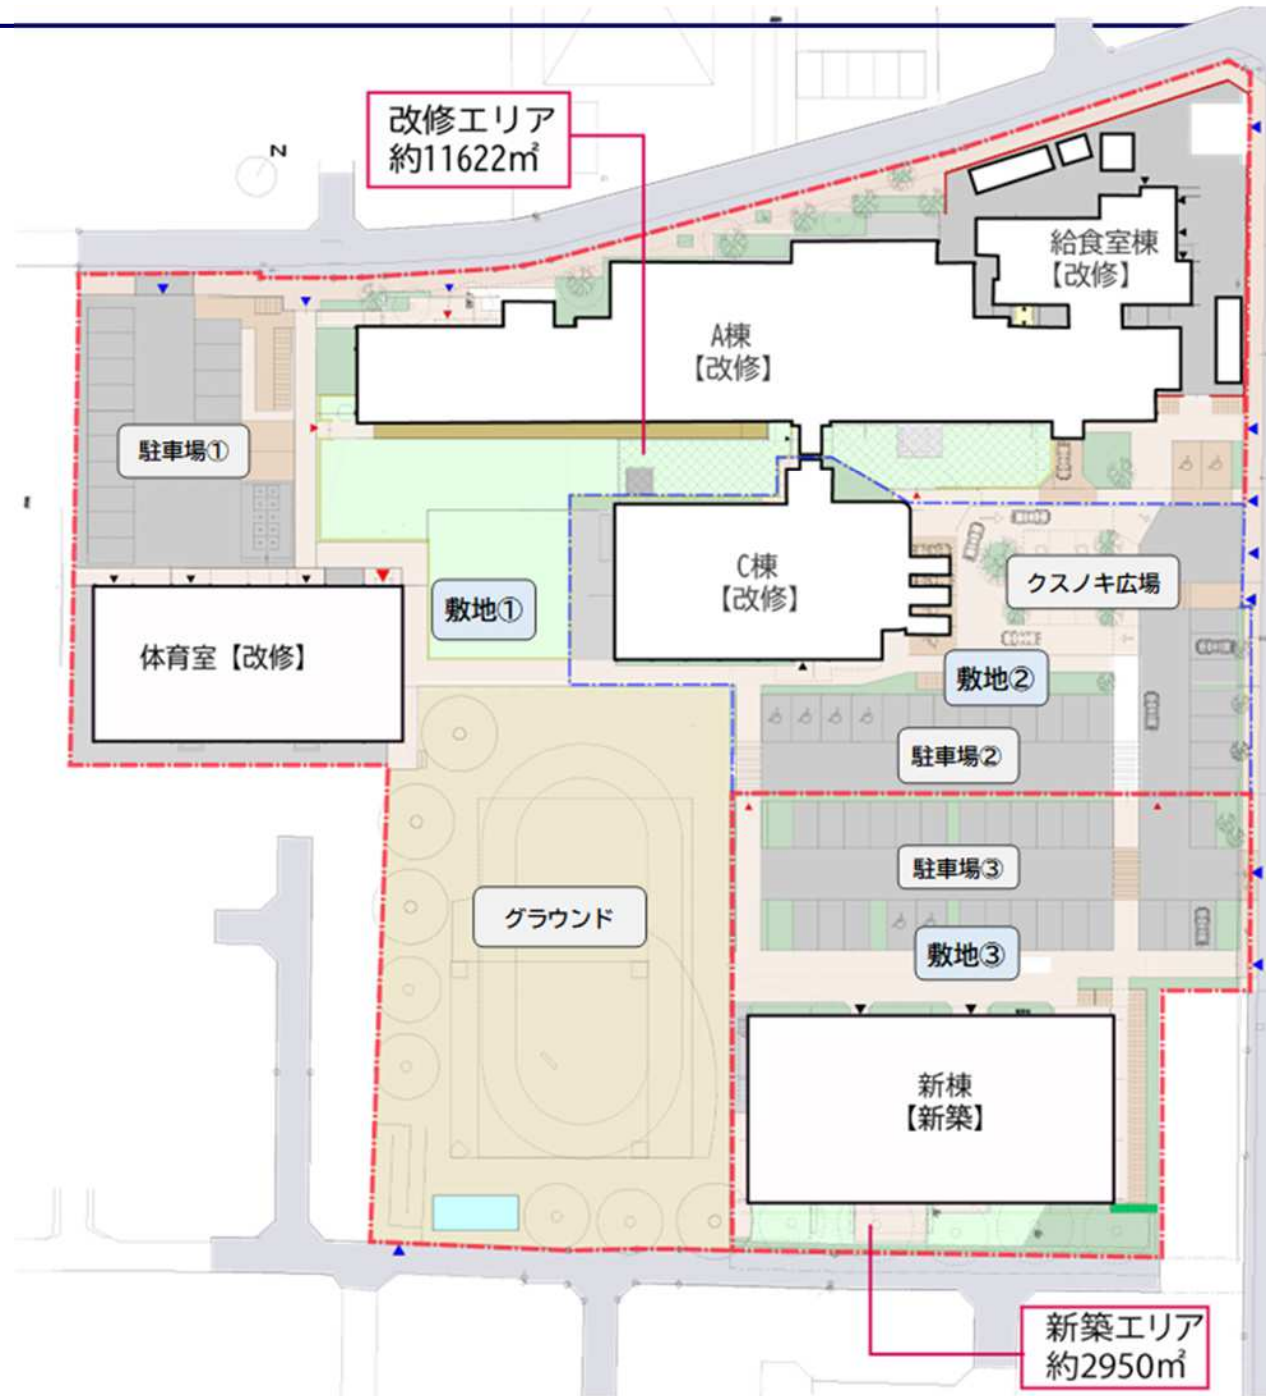 改修エリア
約11622㎡
N
給食室棟
【改修】
A棟
【改修】
駐車場①
C棟
【改修】
クスノキ広場
敷地①
体育室【改修】
敷地②
駐車場②
駐車場③
グラウンド
敷地③
新棟
【新築】
新築エリア
約2950㎡